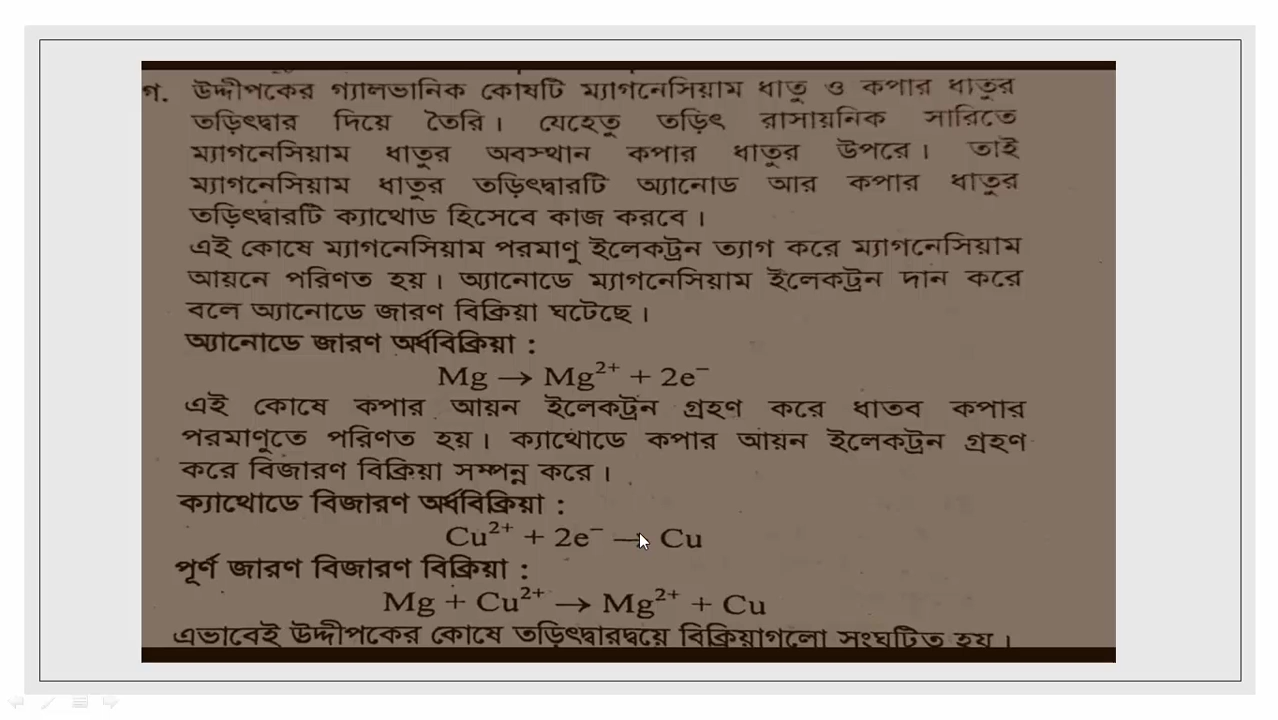 গ. উদ্দীপকের গ্যালভানিক কোষটি ম্যাগনেসিয়াম ধাতু ও কপার ধাতুর
তড়িৎদ্বার দিয়ে তৈরি। যেহেতু তড়িৎ রাসায়নিক সারিতে
ম্যাগনেসিয়াম ধাতুর অবস্থান কপার ধাতুর উপরে। তাই
ম্যাগনেসিয়াম ধাতুর তড়িৎদ্বারটি অ্যানোড আর কপার ধাতুর
তড়িৎদ্বারটি ক্যাথোড হিসেবে কাজ করবে।
এই কোষে ম্যাগনেসিয়াম পরমাণু ইলেকট্রন ত্যাগ করে ম্যাগনেসিয়াম
আয়নে পরিণত হয়। অ্যানোডে ম্যাগনেসিয়াম ইলেকট্রন দান করে
বলে অ্যানোডে জারণ বিক্রিয়া ঘটেছে।
অ্যানোডে জারণ অর্ধবিক্রিয়া :
Mg → Mg²⁺ + 2e⁻
এই কোষে কপার আয়ন ইলেকট্রন গ্রহণ করে ধাতব কপার
পরমাণুতে পরিণত হয়। ক্যাথোডে কপার আয়ন ইলেকট্রন গ্রহণ
করে বিজারণ বিক্রিয়া সম্পন্ন করে।
ক্যাথোডে বিজারণ অর্ধবিক্রিয়া :
Cu²⁺ + 2e⁻ → Cu
পূর্ণ জারণ বিজারণ বিক্রিয়া :
Mg + Cu²⁺ → Mg²⁺ + Cu
এভাবেই উদ্দীপকের কোষে তড়িৎদ্বারদ্বয়ে বিক্রিয়াগলো সংঘটিত হয়।